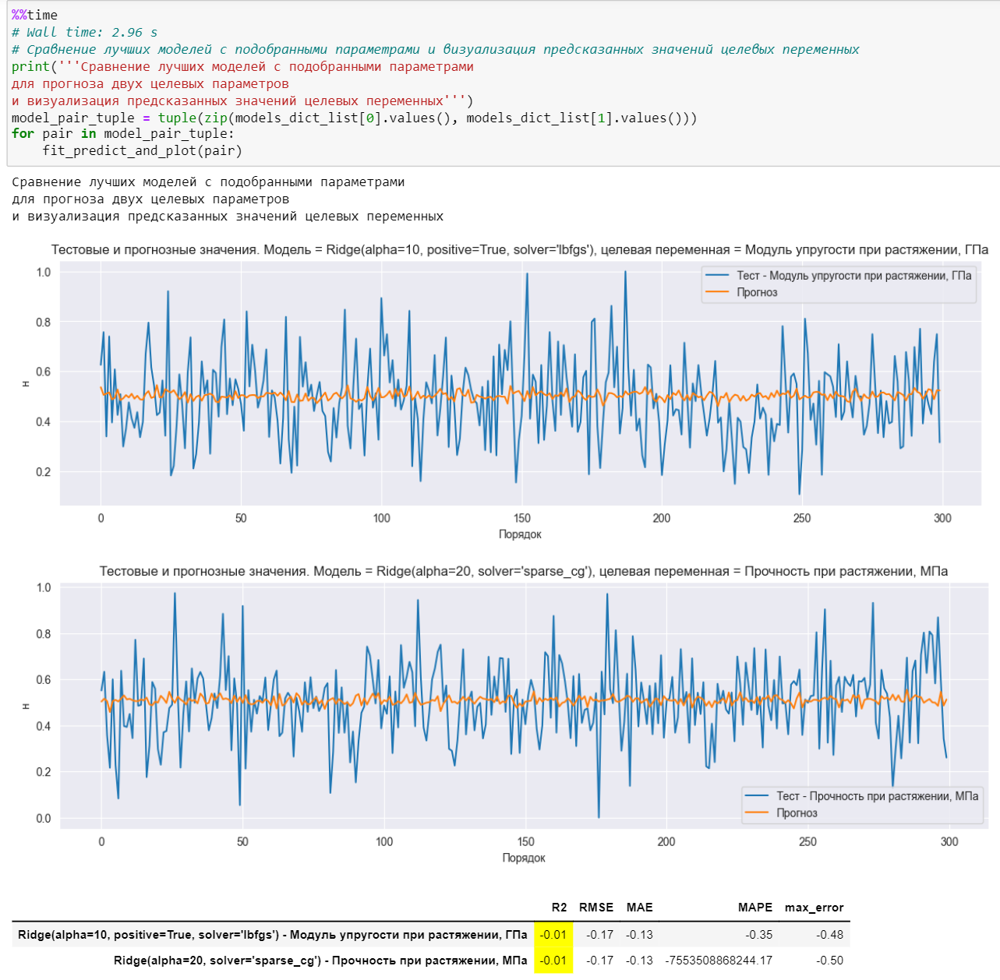 %%time
# Wall time: 2.96 s
# Сравнение лучших моделей с подобранными параметрами и визуализация предсказанных значений целевых переменных
print('''Сравнение лучших моделей с подобранными параметрами
для прогноза двух целевых параметров
и визуализация предсказанных значений целевых переменных''')
model_pair_tuple = tuple(zip(models_dict_list[0].values(), models_dict_list[1].values()))
for pair in model_pair_tuple:
    fit_predict_and_plot(pair)
Сравнение лучших моделей с подобранными параметрами
для прогноза двух целевых параметров
и визуализация предсказанных значений целевых переменных
Тестовые и прогнозные значения. Модель = Ridge(alpha=10, positive=True, solver='lbfgs'), целевая переменная = Модуль упругости при растяжении, ГПа
Тест - Модуль упругости при растяжении, ГПа
Прогноз
1.0
0.8
0.6
0.4
0.2
н
0 50 100 150 200 250 300
Порядок
Тестовые и прогнозные значения. Модель = Ridge(alpha=20, solver='sparse_cg'), целевая переменная = Прочность при растяжении, МПа
1.0
0.8
0.6
0.4
0.2
0.0
н
Тест - Прочность при растяжении, МПа
Прогноз
0 50 100 150 200 250 300
Порядок
R2 RMSE MAE MAPE max_error
Ridge(alpha=10, positive=True, solver='lbfgs') - Модуль упругости при растяжении, ГПа -0.01 -0.17 -0.13 -0.35 -0.48
Ridge(alpha=20, solver='sparse_cg') - Прочность при растяжении, МПа -0.01 -0.17 -0.13 -7553508868244.17 -0.50